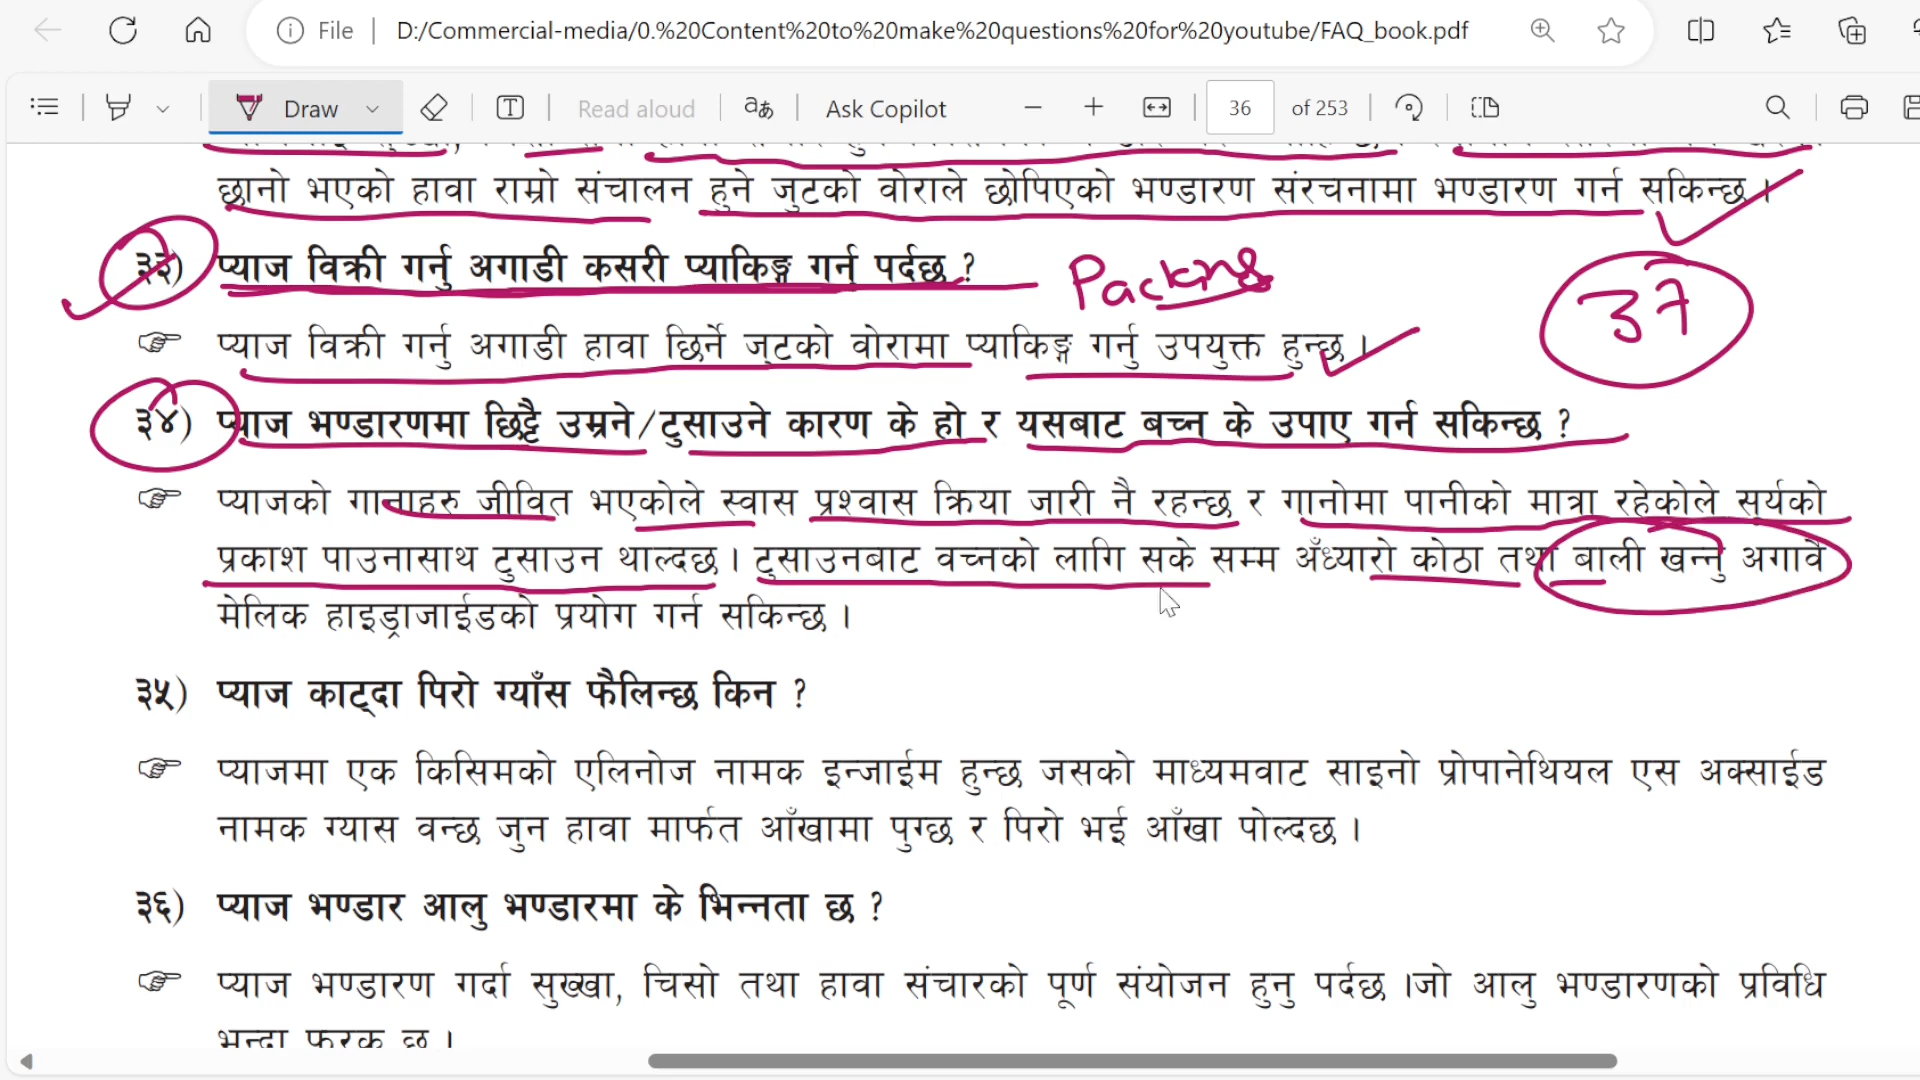 File D:/Commercial-media/0.%20Content%20to%20make%20questions%20for%20youtube/FAQ_book.pdf
Draw Read aloud aあ Ask Copilot 36 of 253
छानो भएको हावा राम्रो संचालन हुने जुटको वोराले छोपिएको भण्डारण संरचनामा भण्डारण गर्न सकिन्छ ।
३३) प्याज विक्री गर्नु अगाडी कसरी प्याकिङ्ग गर्नु पर्दछ ?
प्याज विक्री गर्नु अगाडी हावा छिर्ने जुटको वोरामा प्याकिङ्ग गर्नु उपयुक्त हुन्छ ।
३४) प्याज भण्डारणमा छिट्टै उम्रने/टुसाउने कारण के हो र यसबाट बच्न के उपाए गर्न सकिन्छ ?
प्याजको गानाहरु जीवित भएकोले स्वास प्रश्वास क्रिया जारी नै रहन्छ र गानोमा पानीको मात्रा रहेकोले सूर्यको
प्रकाश पाउनासाथ टुसाउन थाल्दछ । टुसाउनबाट वच्नको लागि सके सम्म अँध्यारो कोठा तथा बाली खन्नु अगावै
मेलिक हाइड्राजाईडको प्रयोग गर्न सकिन्छ ।
३५) प्याज काट्दा पिरो ग्याँस फैलिन्छ किन ?
प्याजमा एक किसिमको एलिनोज नामक इन्जाईम हुन्छ जसको माध्यमवाट साइनो प्रोपानेथियल एस अक्साईड
नामक ग्यास वन्छ जुन हावा मार्फत आँखामा पुग्छ र पिरो भई आँखा पोल्दछ ।
३६) प्याज भण्डार आलु भण्डारमा के भिन्नता छ ?
प्याज भण्डारण गर्दा सुख्खा, चिसो तथा हावा संचारको पूर्ण संयोजन हुनु पर्दछ ।जो आलु भण्डारणको प्रविधि
भन्दा फरक छ ।